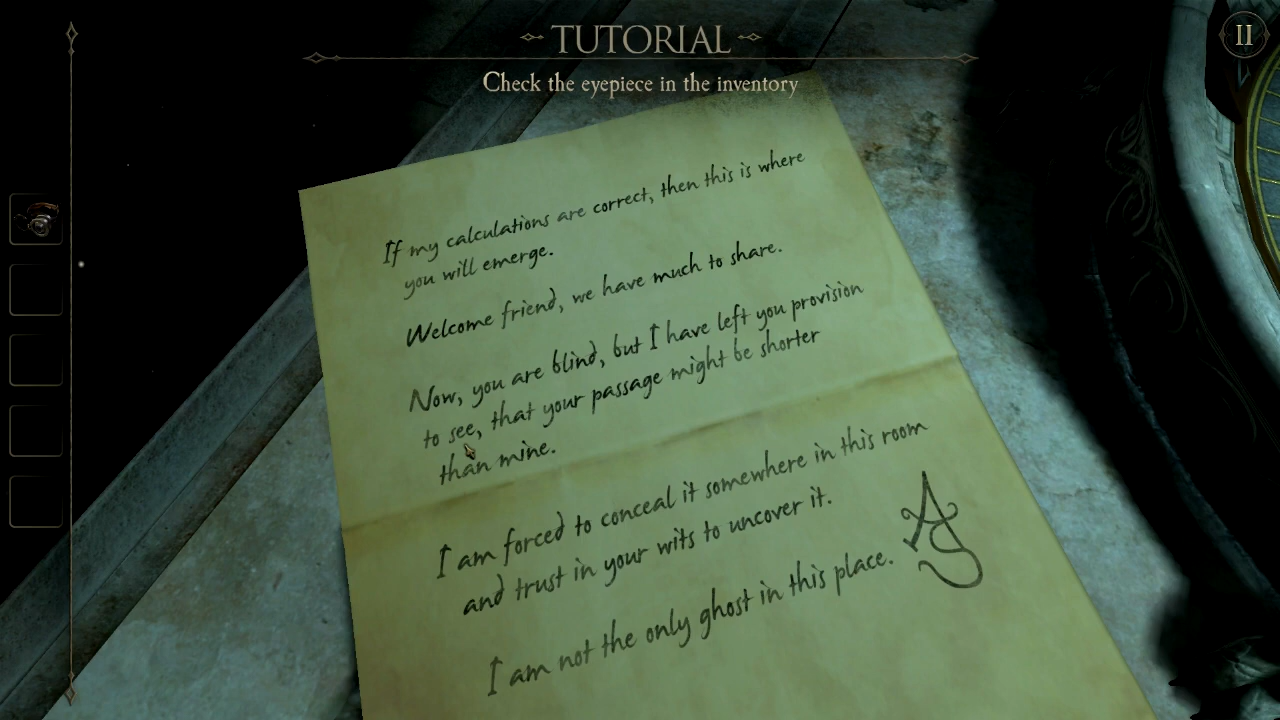 TUTORIAL
Check the eyepiece in the inventory
If my calculations are correct, then this is where
you will emerge.
Welcome friend, we have much to share.
Now, you are blind, but I have left you provision
to see, that your passage might be shorter
than mine.
I am forced to conceal it somewhere in this room
and trust in your wits to uncover it.
AS
I am not the only ghost in this place.